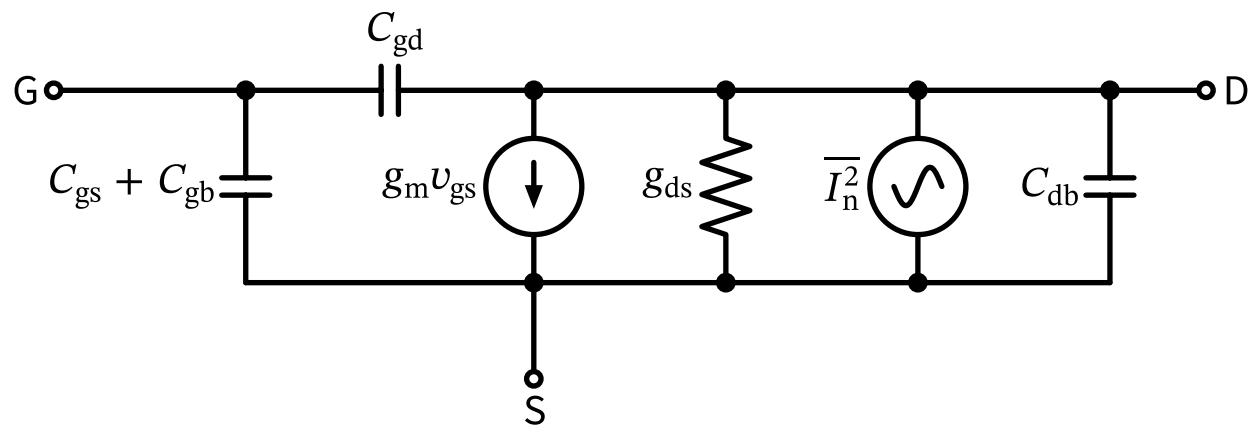 C_gd
G
D
C_gs + C_gb
g_m v_gs
g_ds
\overline{I_n^2}
C_db
S